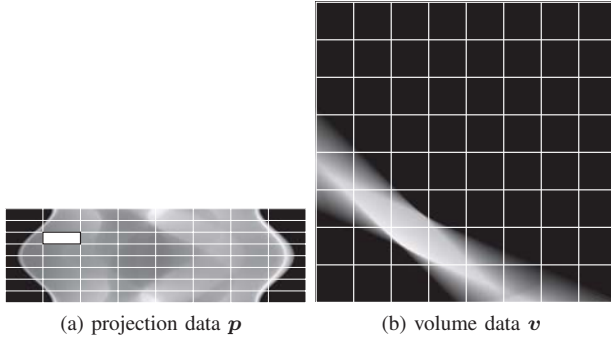 (a) projection data p
(b) volume data v